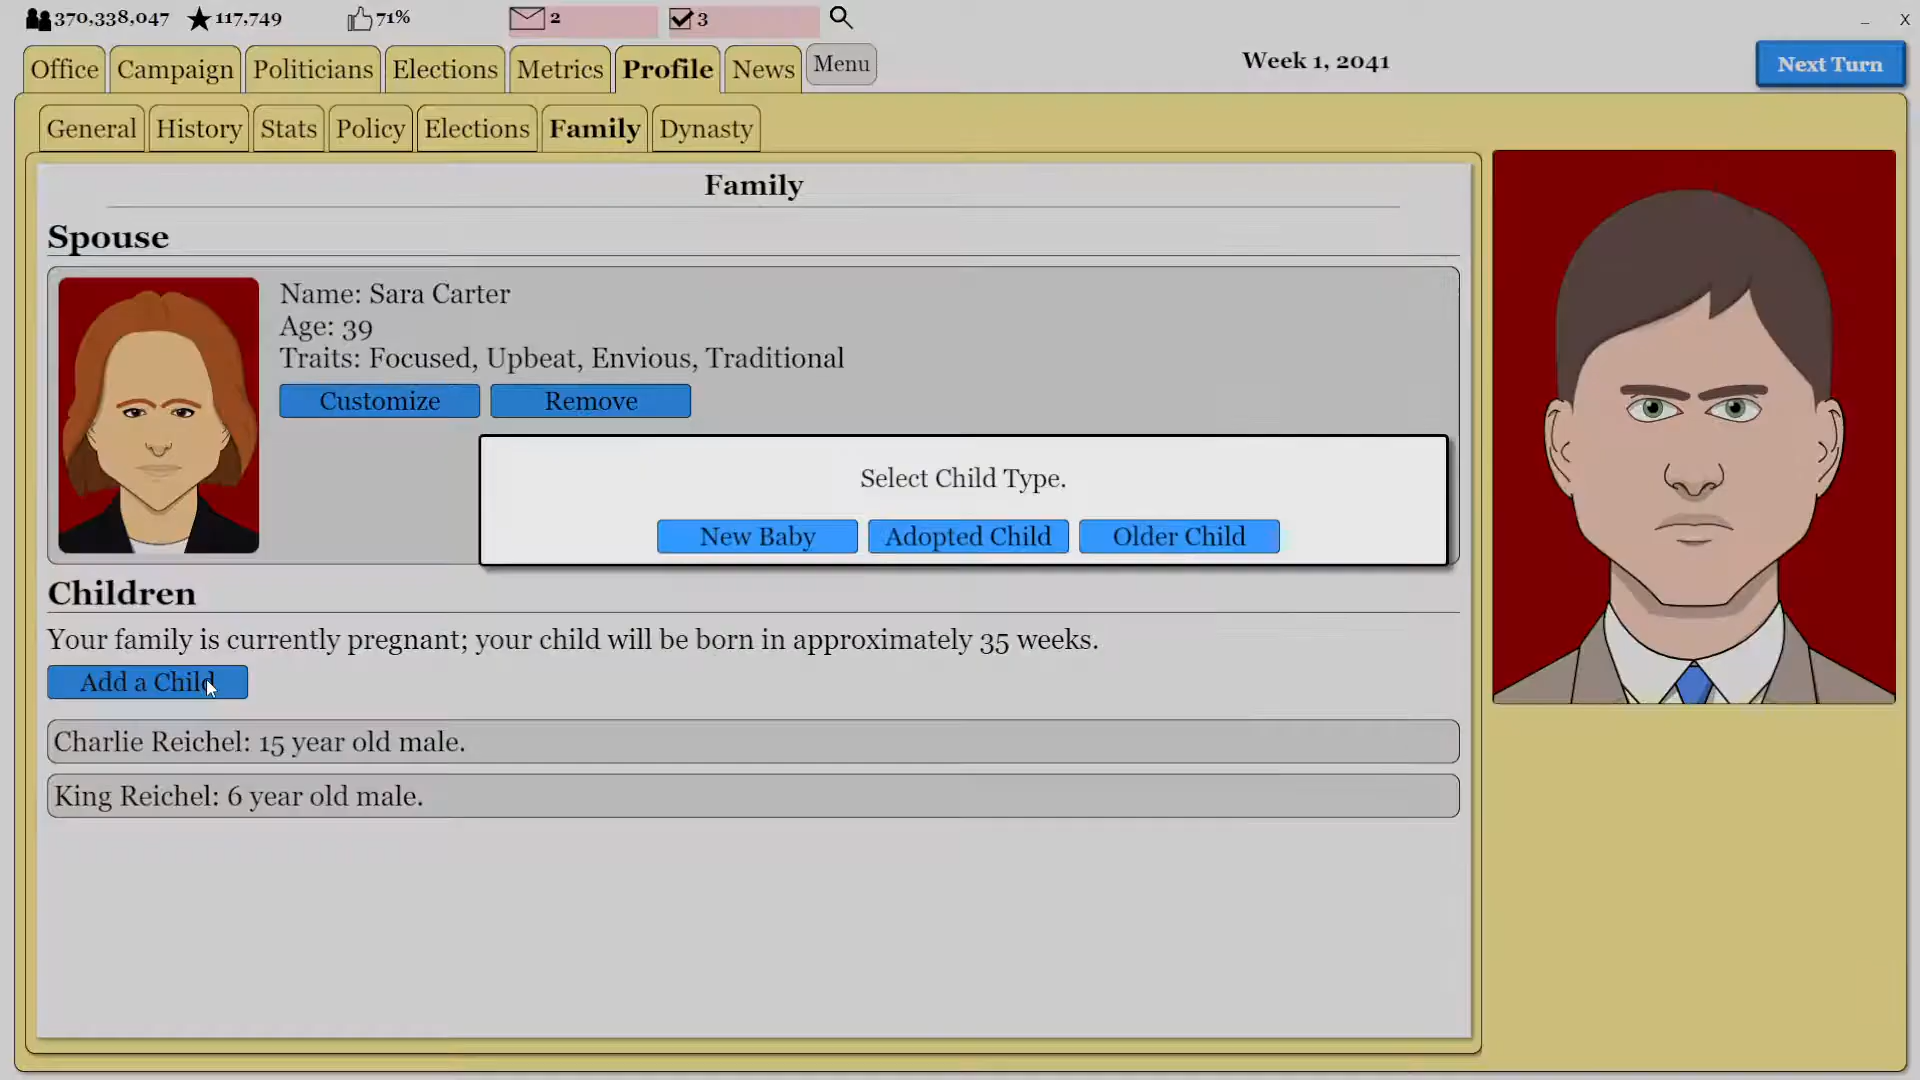 370,338,047 117,749 71% 2 3
_ X
Office Campaign Politicians Elections Metrics Profile News Menu
Week 1, 2041
Next Turn
General History Stats Policy Elections Family Dynasty
Family
Spouse
Name: Sara Carter
Age: 39
Traits: Focused, Upbeat, Envious, Traditional
Customize Remove
Select Child Type.
New Baby Adopted Child Older Child
Children
Your family is currently pregnant; your child will be born in approximately 35 weeks.
Add a Child
Charlie Reichel: 15 year old male.
King Reichel: 6 year old male.